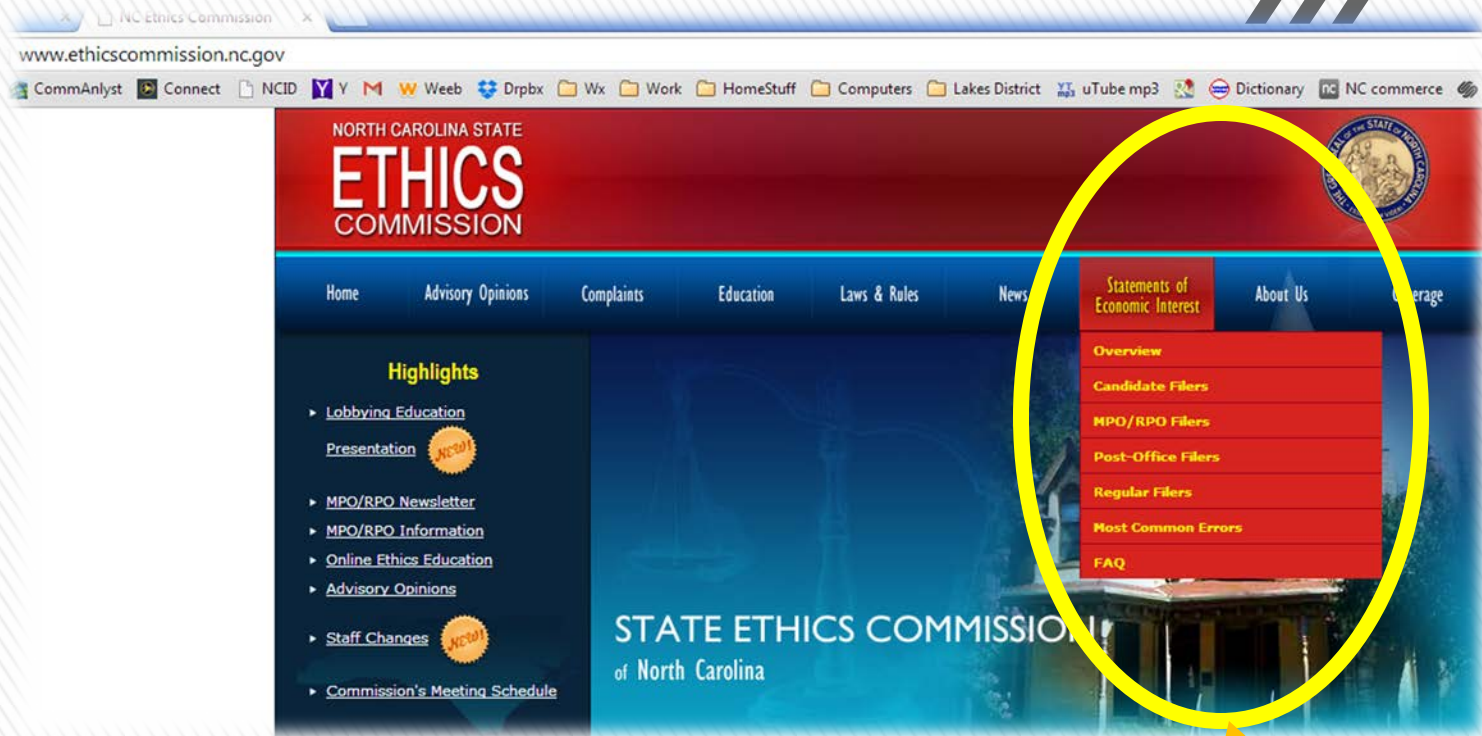 NC Ethics Commission
www.ethicscommission.nc.gov
CommAnlyst Connect NCID Y M Weeb Drpbx Wx Work HomeStuff Computers Lakes District uTube mp3 Dictionary NC commerce
NORTH CAROLINA STATE
ETHICS
COMMISSION
Home Advisory Opinions Complaints Education Laws & Rules News Statements of Economic Interest About Us
Overview
Candidate Filers
MPO/RPO Filers
Post-Office Filers
Regular Filers
Most Common Errors
FAQ
Highlights
Lobbying Education
Presentation NEW!
MPO/RPO Newsletter
MPO/RPO Information
Online Ethics Education
Advisory Opinions
Staff Changes NEW!
Commission's Meeting Schedule
STATE ETHICS COMMISSION
of North Carolina